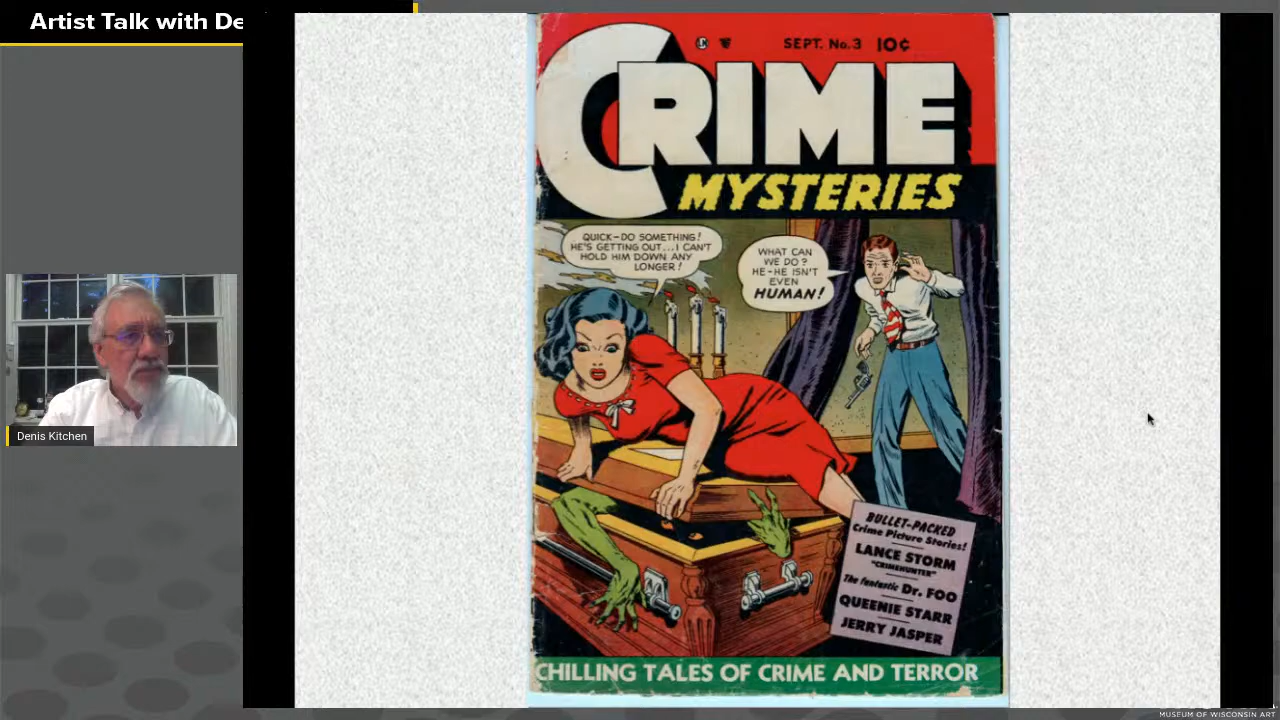 Artist Talk with De
SEPT. No.3 10¢
CRIME
MYSTERIES
QUICK-DO SOMETHING!
HE'S GETTING OUT...I CAN'T
HOLD HIM DOWN ANY
LONGER!
WHAT CAN
WE DO?
HE-HE ISN'T
EVEN
HUMAN!
Denis Kitchen
BULLET-PACKED
Crime Picture Stories!
LANCE STORM
"CRIMEHUNTER"
The fantastic Dr. FOO
QUEENIE STARR
JERRY JASPER
CHILLING TALES OF CRIME AND TERROR
MUSEUM OF WISCONSIN ART